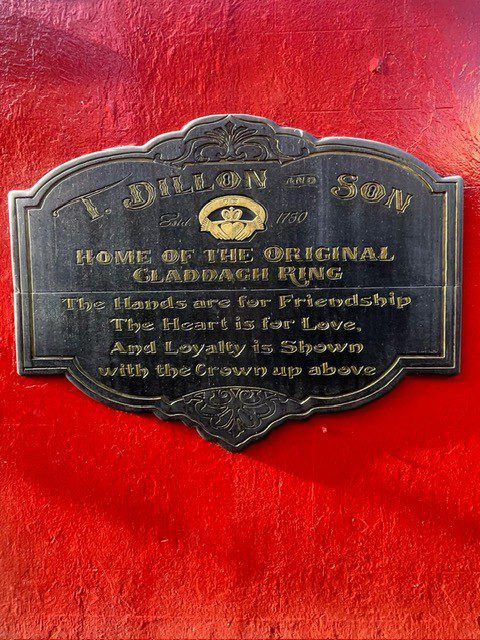 T. DILLON AND SON
Estd 1750
HOME OF THE ORIGINAL
CLADDAGH RING
The Hands are for Friendship
The Heart is for Love,
And Loyalty is Shown
with the Crown up above